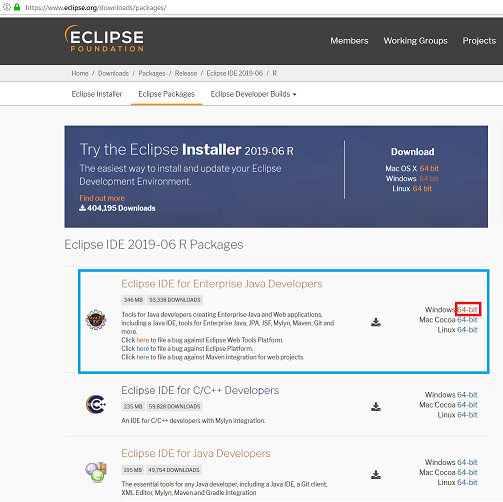 https://www.eclipse.org/downloads/packages/
ECLIPSE
FOUNDATION
Members Working Groups Projects
Home / Downloads / Packages / Release / Eclipse IDE 2019-06 / R
Eclipse Installer Eclipse Packages Eclipse Developer Builds
Try the Eclipse Installer 2019-06 R
The easiest way to install and update your Eclipse
Development Environment.
Find out more
404,195 Downloads
Download
Mac OS X 64 bit
Windows 64 bit
Linux 64 bit
Eclipse IDE 2019-06 R Packages
Eclipse IDE for Enterprise Java Developers
346 MB 93,338 DOWNLOADS
Tools for Java developers creating Enterprise Java and Web applications,
including a Java IDE, tools for Enterprise Java, JPA, JSF, Mylyn, Maven, Git and
more.
Click here to file a bug against Eclipse Web Tools Platform.
Click here to file a bug against Eclipse Platform.
Click here to file a bug against Maven integration for web projects.
Windows 64-bit
Mac Cocoa 64-bit
Linux 64-bit
Eclipse IDE for C/C++ Developers
235 MB 59,828 DOWNLOADS
An IDE for C/C++ developers with Mylyn integration.
Windows 64-bit
Mac Cocoa 64-bit
Linux 64-bit
Eclipse IDE for Java Developers
195 MB 49,754 DOWNLOADS
The essential tools for any Java developer, including a Java IDE, a Git client,
XML Editor, Mylyn, Maven and Gradle integration
Windows 64-bit
Mac Cocoa 64-bit
Linux 64-bit